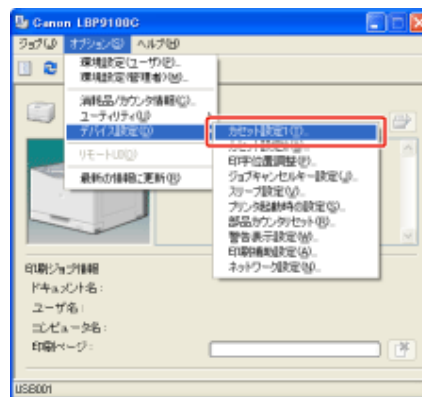 Canon LBP9100C
ジョブ(J) オプション(S) ヘルプ(H)
環境設定(ユーザ)(E)...
環境設定(管理者)(M)...
消耗品/カウンタ情報(C)...
ユーティリティ(U)
デバイス設定(D)
リモートUI(R)
最新の情報に更新(R)
カセット設定1(T)...
印字位置調整(P)...
ジョブキャンセルキー設定(J)...
スリープ設定(V)...
プリンタ起動時の設定(S)...
部品カウンタリセット(R)...
警告表示設定(W)...
印刷補助設定(A)...
ネットワーク設定(N)...
印刷ジョブ情報
ドキュメント名:
ユーザ名:
コンピュータ名:
印刷ページ:
USB001